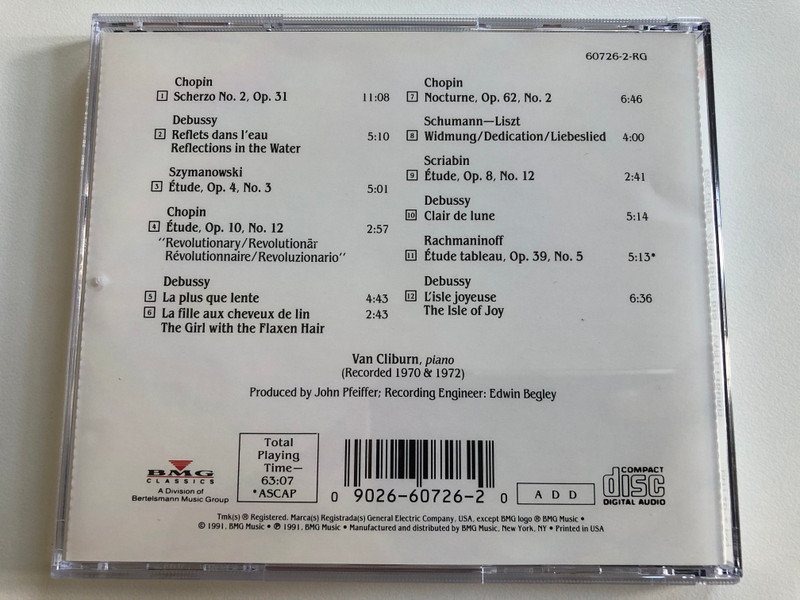 60726-2-RG
Chopin
1 Scherzo No. 2, Op. 31 11:08
Debussy
2 Reflets dans l'eau 5:10
Reflections in the Water
Szymanowski
3 Étude, Op. 4, No. 3 5:01
Chopin
4 Étude, Op. 10, No. 12 2:57
"Revolutionary/Revolutionär
Révolutionnaire/Revoluzionario"
Debussy
5 La plus que lente 4:43
6 La fille aux cheveux de lin 2:43
The Girl with the Flaxen Hair
Chopin
7 Nocturne, Op. 62, No. 2 6:46
Schumann—Liszt
8 Widmung/Dedication/Liebeslied 4:00
Scriabin
9 Étude, Op. 8, No. 12 2:41
Debussy
10 Clair de lune 5:14
Rachmaninoff
11 Étude tableau, Op. 39, No. 5 5:13*
Debussy
12 L'isle joyeuse 6:36
The Isle of Joy
Van Cliburn, piano
(Recorded 1970 & 1972)
Produced by John Pfeiffer; Recording Engineer: Edwin Begley
BMG
CLASSICS
A Division of
Bertelsmann Music Group
Total
Playing
Time—
63:07
*ASCAP
0 9026-60726-2 0
A D D
COMPACT
disc
DIGITAL AUDIO
Tmk(s) ® Registered. Marca(s) Registrada(s) General Electric Company, USA, except BMG logo ® BMG Music •
© 1991, BMG Music • ℗ 1991, BMG Music • Manufactured and distributed by BMG Music, New York, NY • Printed in USA